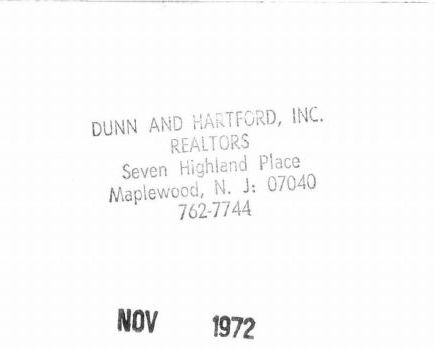 DUNN AND HARTFORD, INC.
REALTORS
Seven Highland Place
Maplewood, N. J: 07040
762-7744
NOV 1972